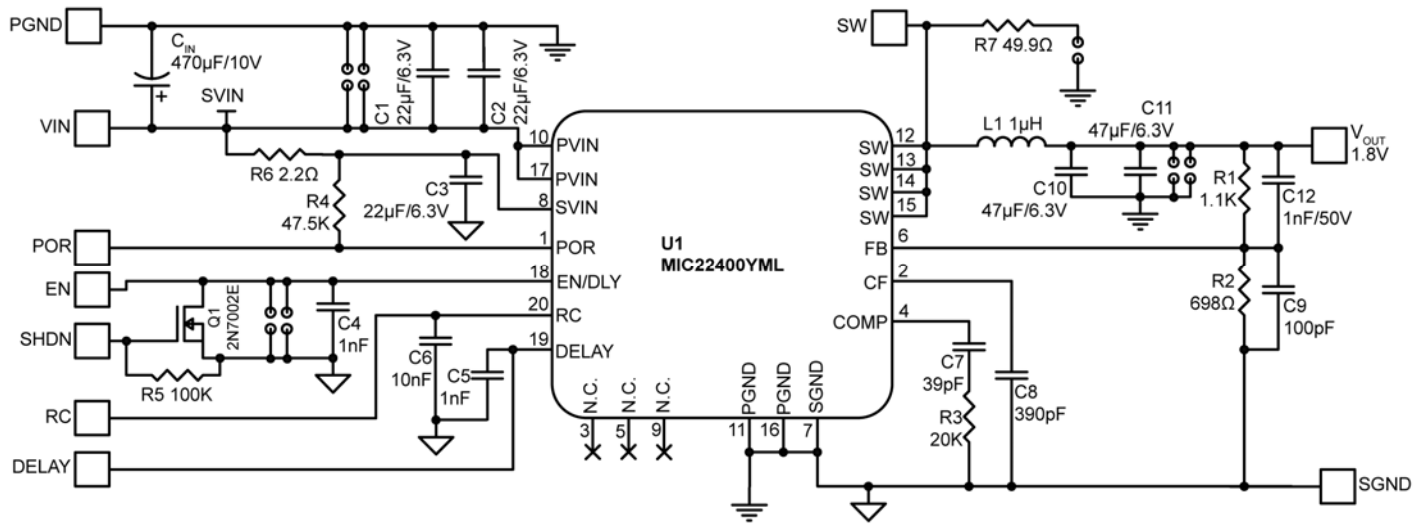 PGND
C_IN
470µF/10V
SVIN
VIN
C1
22µF/6.3V
C2
22µF/6.3V
R6 2.2Ω
R4
47.5K
C3
22µF/6.3V
POR
EN
SHDN
Q1
2N7002E
R5 100K
C4
1nF
RC
DELAY
C6
10nF
C5
1nF
10
PVIN
17
PVIN
8
SVIN
1
POR
18
EN/DLY
20
RC
19
DELAY
U1
MIC22400YML
N.C.
N.C.
N.C.
3
5
9
PGND
PGND
SGND
11
16
7
12
SW
13
SW
14
SW
15
SW
6
FB
2
CF
4
COMP
SW
R7 49.9Ω
L1 1µH
C11
47µF/6.3V
C10
47µF/6.3V
R1
1.1K
C12
1nF/50V
V_OUT
1.8V
R2
698Ω
C9
100pF
C7
39pF
R3
20K
C8
390pF
SGND